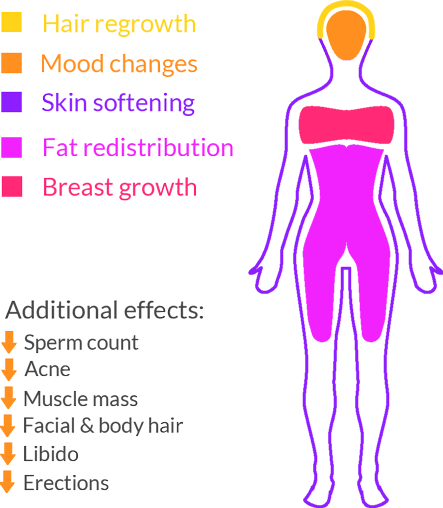 Hair regrowth
Mood changes
Skin softening
Fat redistribution
Breast growth
Additional effects:
Sperm count
Acne
Muscle mass
Facial & body hair
Libido
Erections